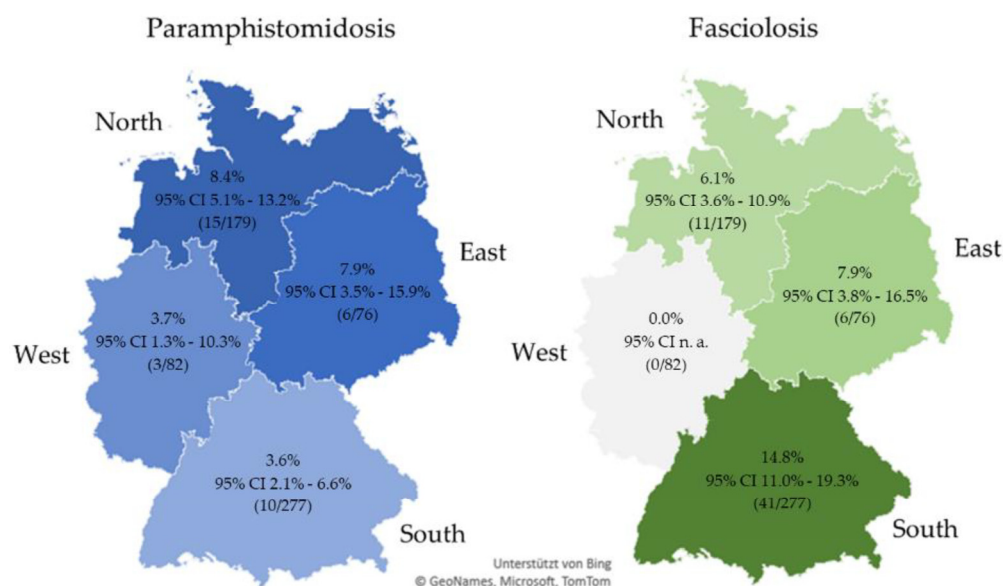 Paramphistomidosis
North
8.4%
95% CI 5.1% - 13.2%
(15/179)
East
7.9%
95% CI 3.5% - 15.9%
(6/76)
West
3.7%
95% CI 1.3% - 10.3%
(3/82)
3.6%
95% CI 2.1% - 6.6%
(10/277)
South
Fasciolosis
North
6.1%
95% CI 3.6% - 10.9%
(11/179)
East
7.9%
95% CI 3.8% - 16.5%
(6/76)
West
0.0%
95% CI n. a.
(0/82)
14.8%
95% CI 11.0% - 19.3%
(41/277)
South
Unterstützt von Bing
© GeoNames, Microsoft, TomTom